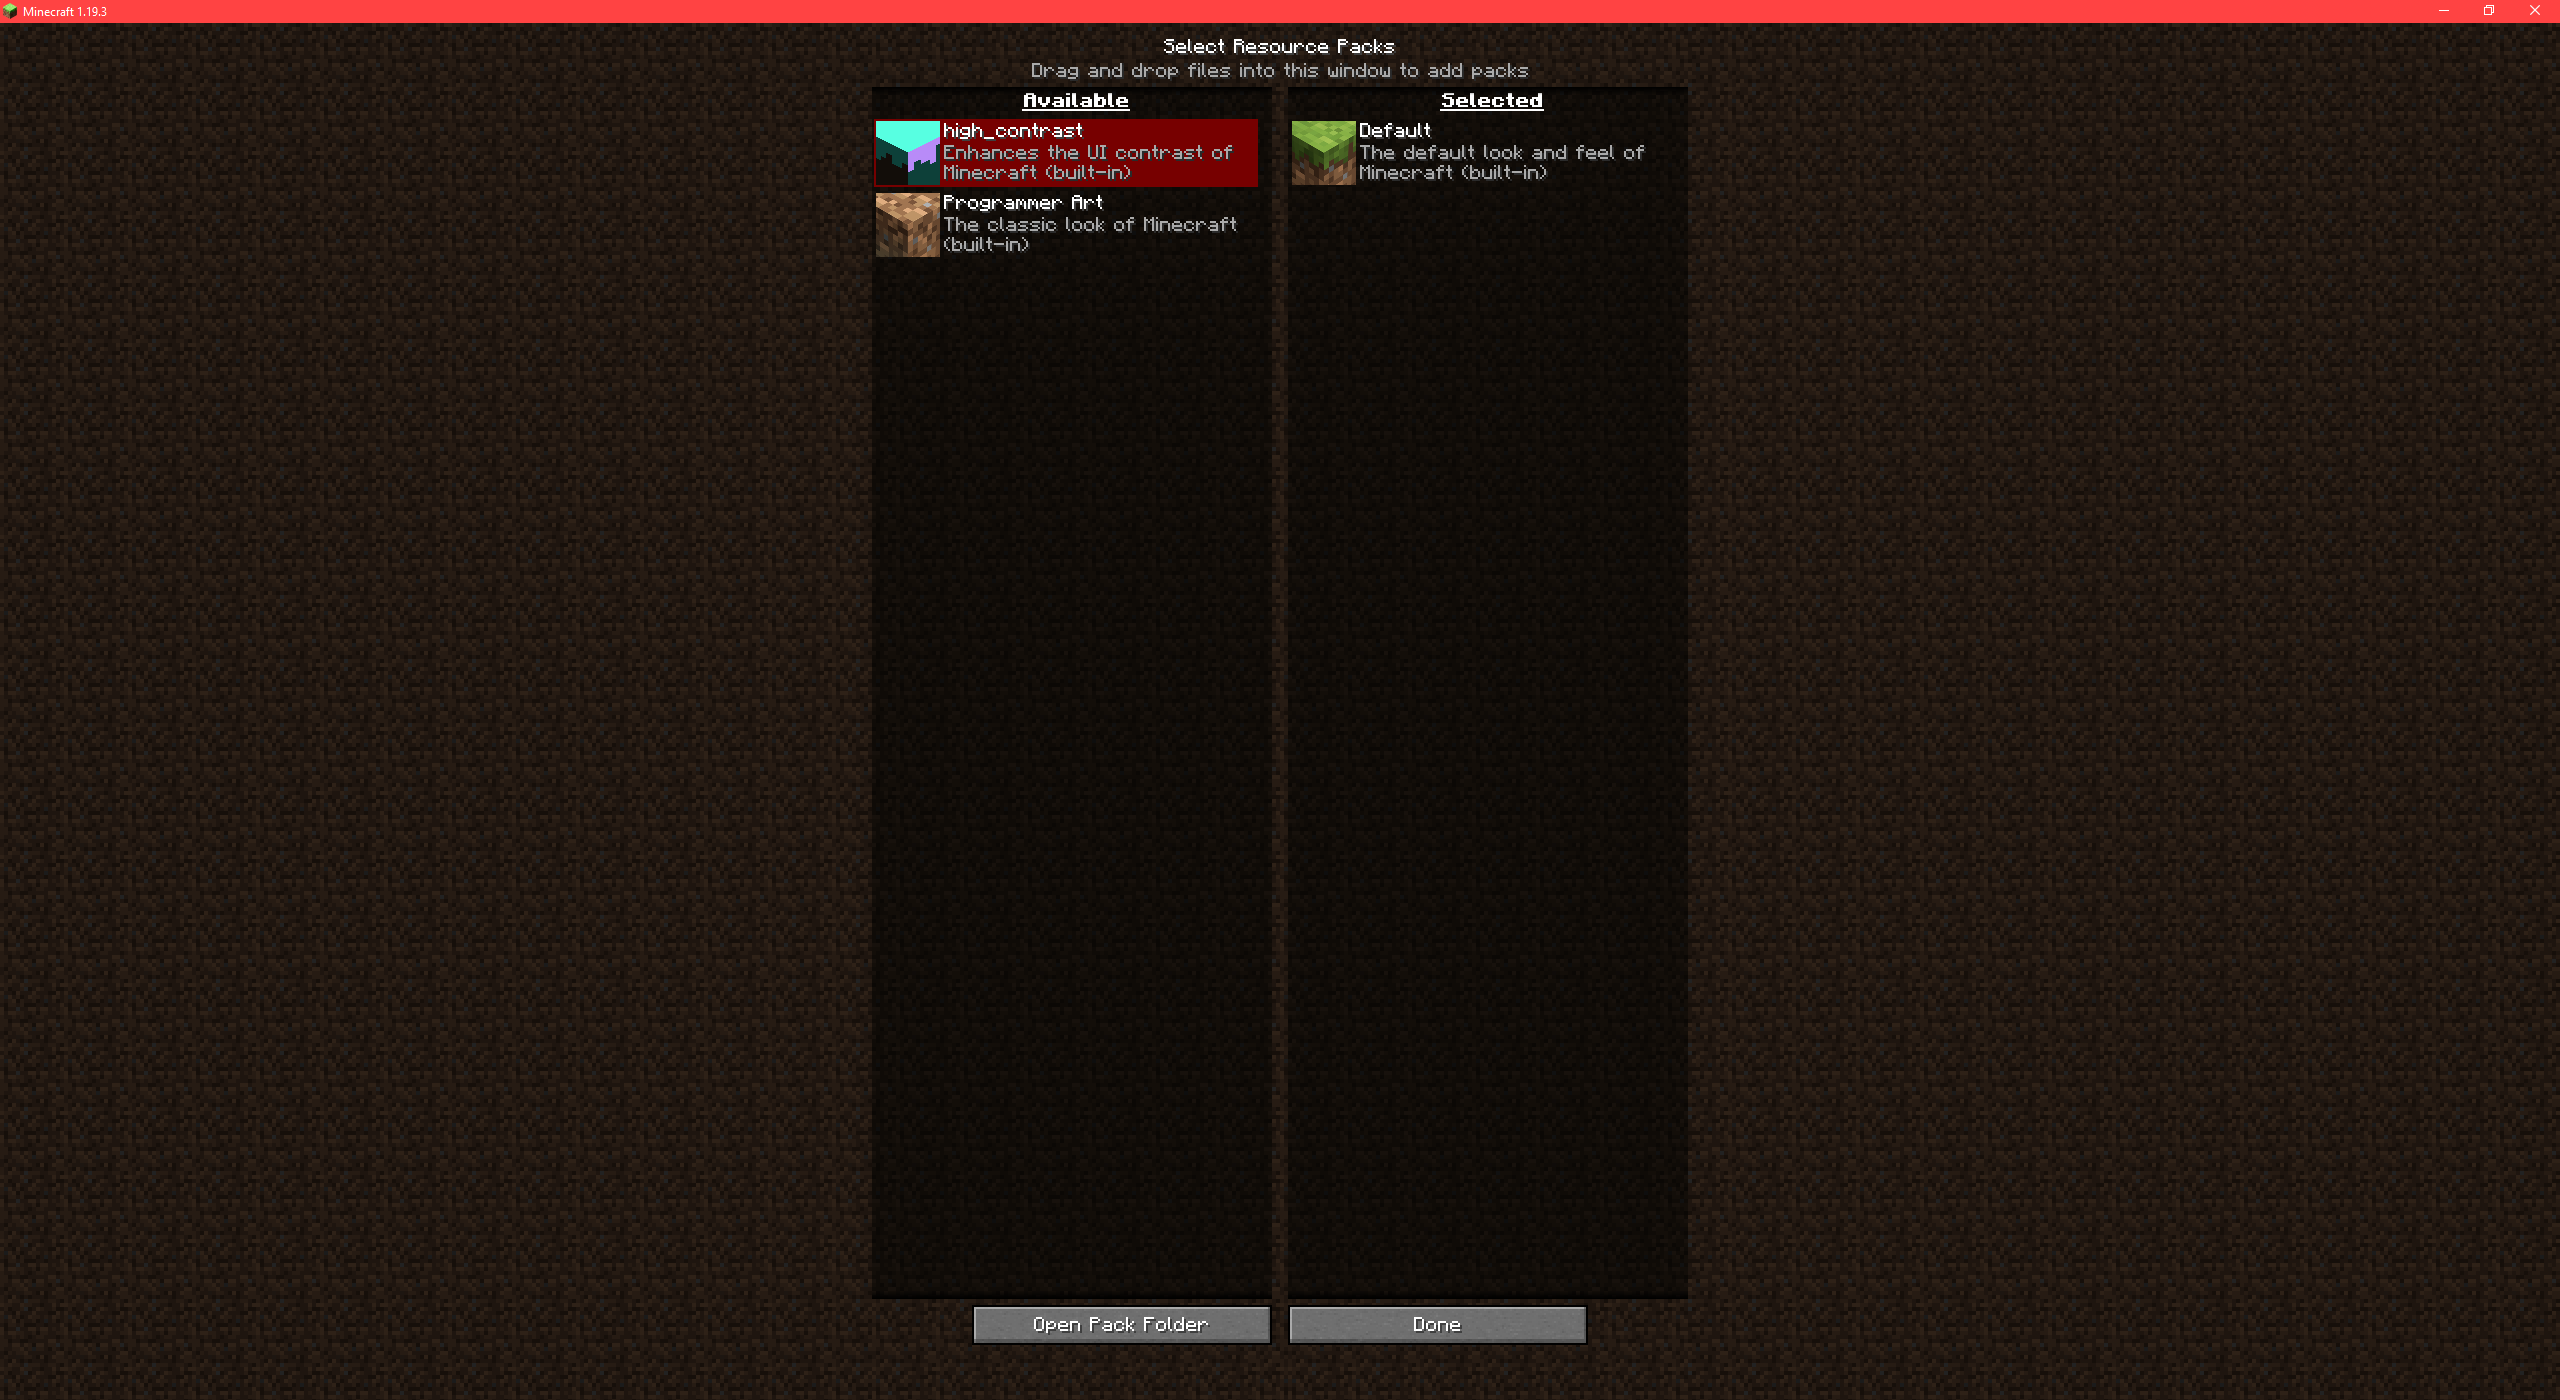 Minecraft 1.19.3
Select Resource Packs
Drag and drop files into this window to add packs
Available
high_contrast
Enhances the UI contrast of
Minecraft (built-in)
Programmer Art
The classic look of Minecraft
(built-in)
Selected
Default
The default look and feel of
Minecraft (built-in)
Open Pack Folder
Done